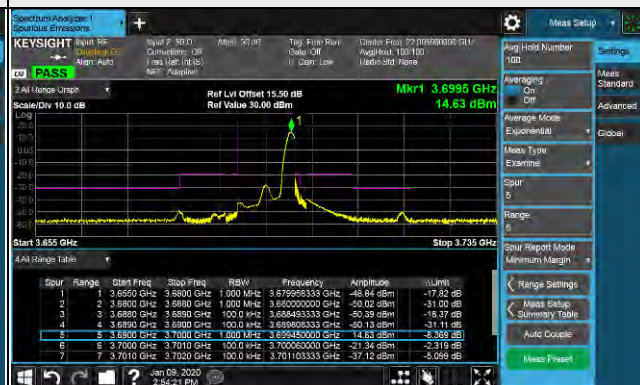 Spectrum Analyzer 1
Spurious Emissions
Meas Setup
KEYSIGHT Input: RF
Coupling: DC
Align: Auto
Input Z: 50 Ω
Corrections: Off
Freq Ref: Int (S)
NFE: Adaptive
Atten: 30 dB
Trig: Free Run
Gate: Off
IF Gain: Low
Center Freq: 22.005000000 GHz
Avg|Hold: 100/100
Radio Std: None
PASS
3 All Range Graph
Scale/Div 10.0 dB
Ref Lvl Offset 15.50 dB
Ref Value 30.00 dBm
Mkr1 3.6995 GHz
14.63 dBm
Log
1
Start 3.655 GHz
Stop 3.735 GHz
4 All Range Table
Spur Range Start Freq Stop Freq RBW Frequency Amplitude ΔLimit
1 1 3.6550 GHz 3.6800 GHz 1.000 MHz 3.679958333 GHz -48.84 dBm -17.82 dB
2 2 3.6800 GHz 3.6880 GHz 1.000 MHz 3.680000000 GHz -50.02 dBm -31.00 dB
3 3 3.6880 GHz 3.6890 GHz 100.0 kHz 3.688493333 GHz -50.39 dBm -18.37 dB
4 4 3.6890 GHz 3.6900 GHz 100.0 kHz 3.689808333 GHz -50.13 dBm -31.11 dB
5 5 3.6900 GHz 3.7000 GHz 1.000 MHz 3.699450000 GHz 14.63 dBm -5.369 dB
6 6 3.7000 GHz 3.7010 GHz 100.0 kHz 3.700060000 GHz -21.34 dBm -2.319 dB
7 7 3.7010 GHz 3.7020 GHz 100.0 kHz 3.701103333 GHz -37.12 dBm -5.099 dB
Avg|Hold Number
100
Averaging
On
Off
Average Mode
Exponential
Meas Type
Examine
Spur
5
Range
5
Spur Report Mode
Minimum Margin
Range Settings
Meas Setup
Summary Table
Auto Couple
Meas Preset
Settings
Meas
Standard
Advanced
Global
Jan 09, 2020
2:54:21 PM